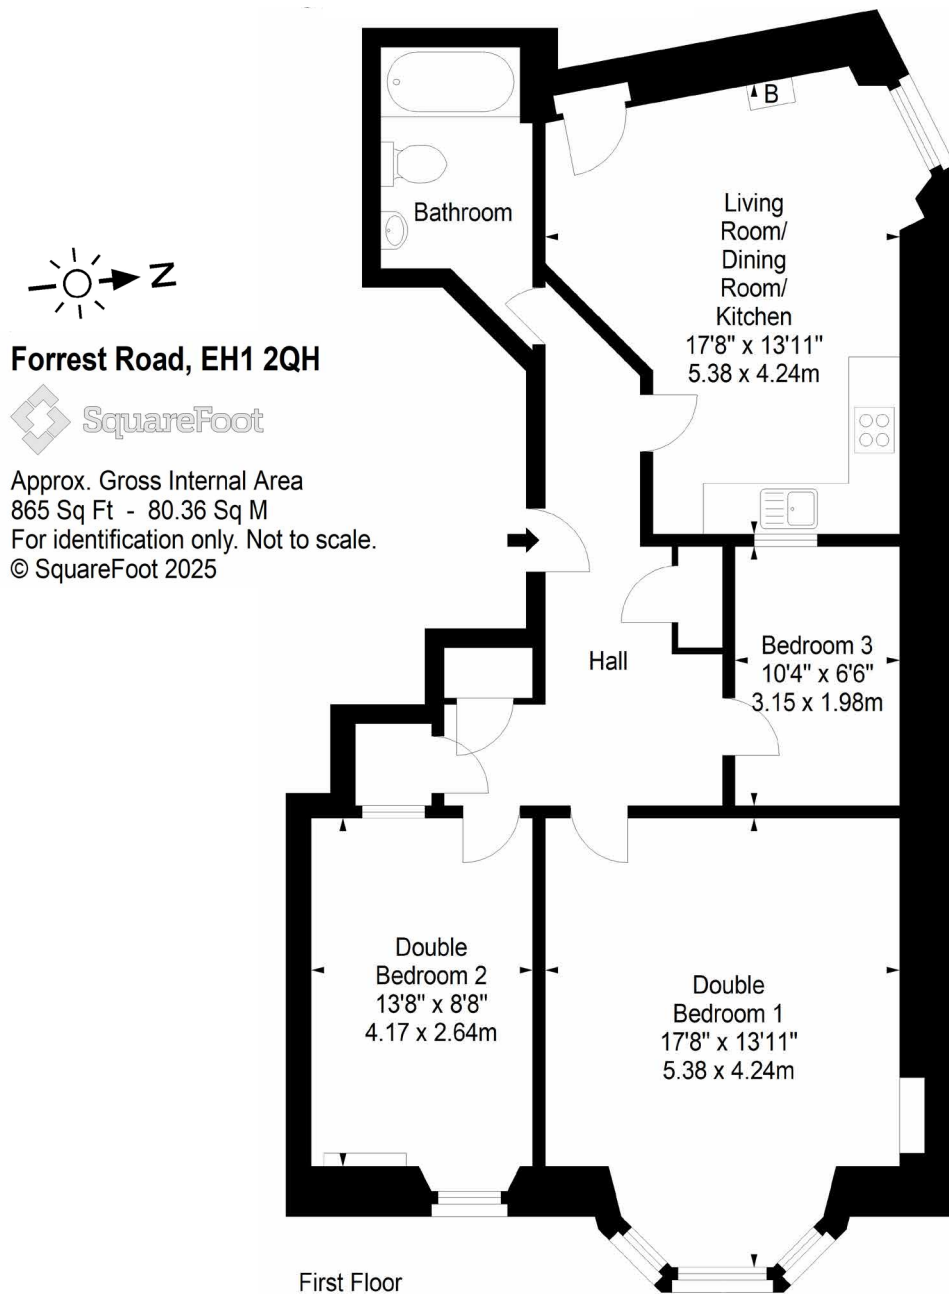 B
Bathroom
Living
Room/
Dining
Room/
Kitchen
17'8" x 13'11"
5.38 x 4.24m
N
Forrest Road, EH1 2QH
SquareFoot
Approx. Gross Internal Area
865 Sq Ft - 80.36 Sq M
For identification only. Not to scale.
© SquareFoot 2025
Hall
Bedroom 3
10'4" x 6'6"
3.15 x 1.98m
Double
Bedroom 2
13'8" x 8'8"
4.17 x 2.64m
Double
Bedroom 1
17'8" x 13'11"
5.38 x 4.24m
First Floor